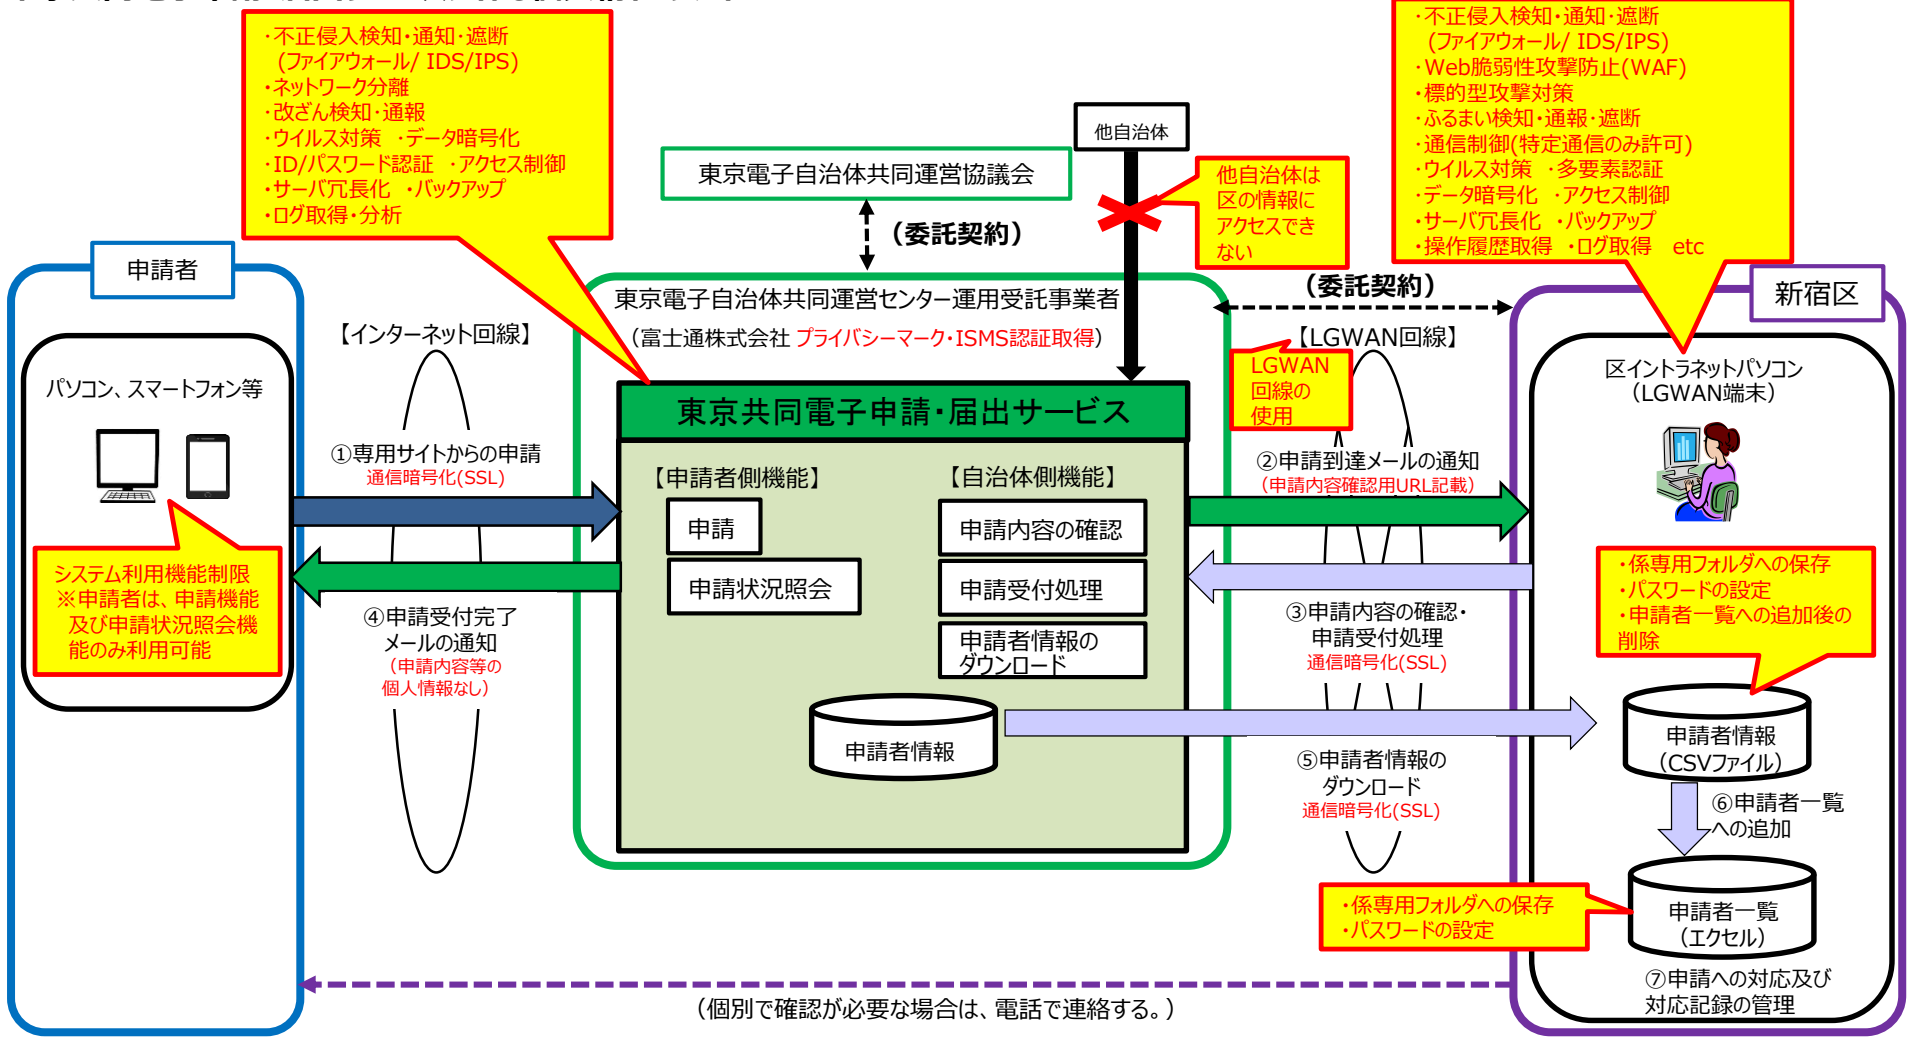 ・不正侵入検知・通知・遮断
(ファイアウォール/ IDS/IPS)
・ネットワーク分離
・改ざん検知・通報
・ウイルス対策 ・データ暗号化
・ID/パスワード認証 ・アクセス制御
・サーバ冗長化 ・バックアップ
・ログ取得・分析
・不正侵入検知・通知・遮断
(ファイアウォール/ IDS/IPS)
・Web脆弱性攻撃防止(WAF)
・標的型攻撃対策
・ふるまい検知・通報・遮断
・通信制御(特定通信のみ許可)
・ウイルス対策 ・多要素認証
・データ暗号化 ・アクセス制御
・サーバ冗長化 ・バックアップ
・操作履歴取得 ・ログ取得 etc
他自治体
東京電子自治体共同運営協議会
他自治体は
区の情報に
アクセスでき
ない
（委託契約）
（委託契約）
申請者
新宿区
東京電子自治体共同運営センター運用受託事業者
（富士通株式会社 プライバシーマーク・ISMS認証取得）
【インターネット回線】
【LGWAN回線】
LGWAN
回線の
使用
パソコン、スマートフォン等
区イントラネットパソコン
（LGWAN端末）
東京共同電子申請・届出サービス
①専用サイトからの申請
通信暗号化(SSL)
【申請者側機能】
申請
申請状況照会
【自治体側機能】
申請内容の確認
申請受付処理
申請者情報の
ダウンロード
申請者情報
②申請到達メールの通知
（申請内容確認用URL記載）
③申請内容の確認・
申請受付処理
通信暗号化(SSL)
④申請受付完了
メールの通知
（申請内容等の
個人情報なし）
システム利用機能制限
※申請者は、申請機能
及び申請状況照会機
能のみ利用可能
・係専用フォルダへの保存
・パスワードの設定
・申請者一覧への追加後の
削除
申請者情報
（CSVファイル）
⑤申請者情報の
ダウンロード
通信暗号化(SSL)
⑥申請者一覧
への追加
・係専用フォルダへの保存
・パスワードの設定
申請者一覧
（エクセル）
⑦申請への対応及び
対応記録の管理
（個別で確認が必要な場合は、電話で連絡する。）